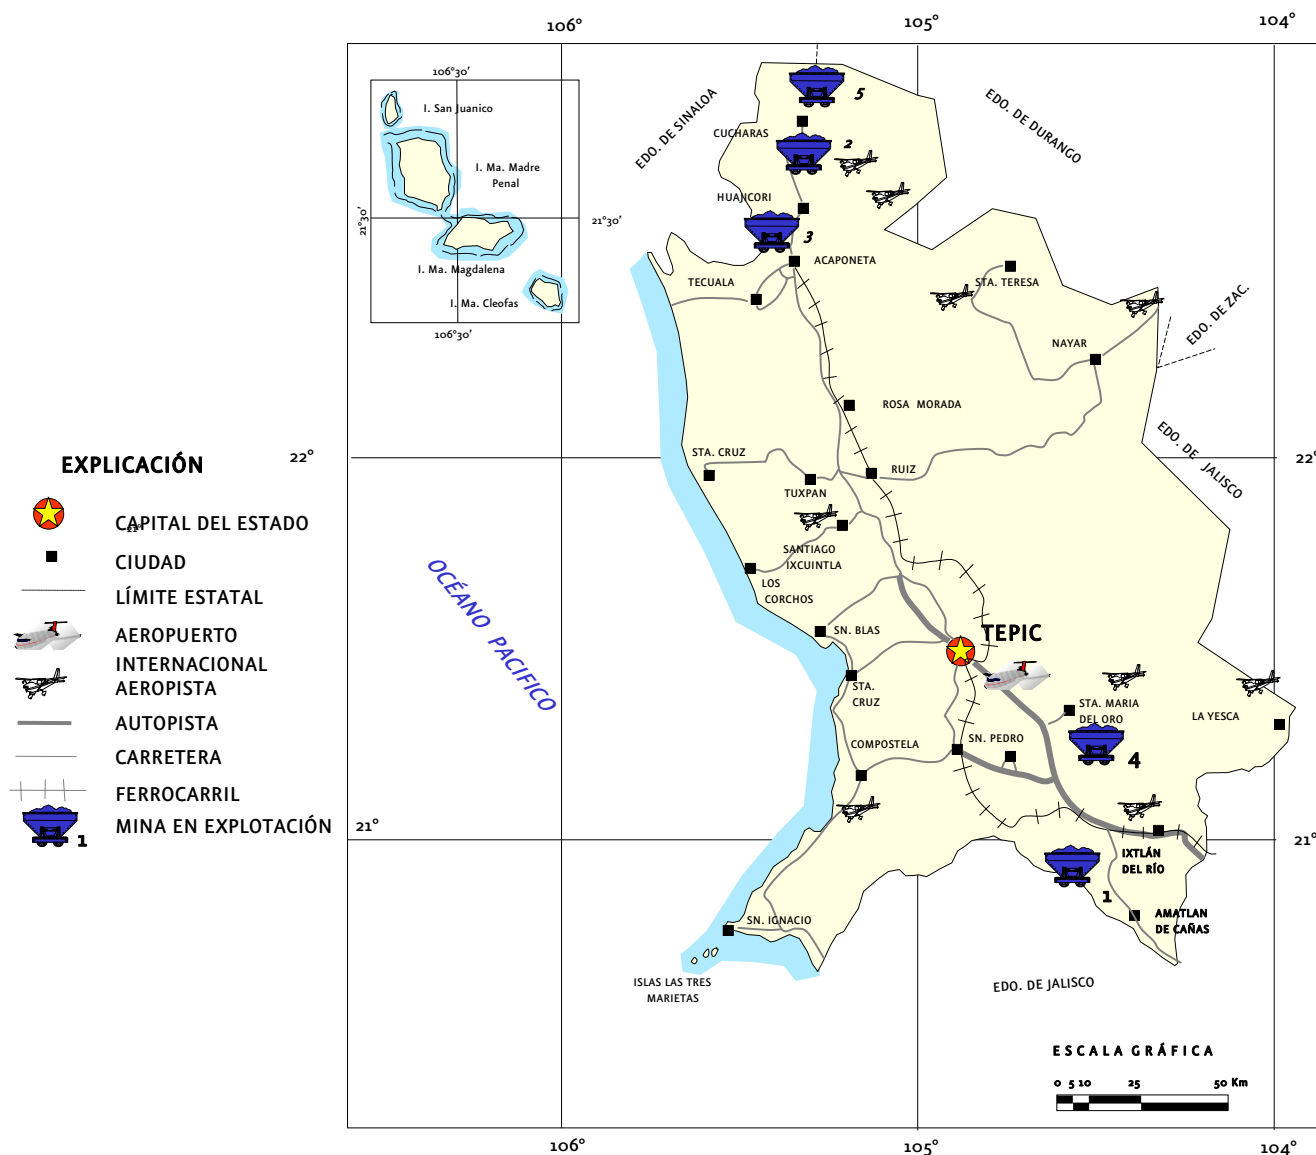 106°
105°
104°
106°30'
I. San Juanico
I. Ma. Madre
Penal
21°30'
21°30'
I. Ma. Magdalena
I. Ma. Cleofas
106°30'
EDO. DE SINALOA
EDO. DE DURANGO
5
CUCHARAS
2
HUAJICORI
3
ACAPONETA
TECUALA
STA. TERESA
EDO. DE ZAC.
NAYAR
ROSA MORADA
EDO. DE JALISCO
22°
22°
STA. CRUZ
RUIZ
TUXPAN
SANTIAGO
IXCUINTLA
LOS
CORCHOS
OCÉANO PACIFICO
SN. BLAS
TEPIC
STA.
CRUZ
STA. MARIA
DEL ORO
LA YESCA
COMPOSTELA
SN. PEDRO
4
21°
21°
IXTLÁN
DEL RÍO
1
AMATLAN
DE CAÑAS
SN. IGNACIO
ISLAS LAS TRES
MARIETAS
EDO. DE JALISCO
EXPLICACIÓN
CAPITAL DEL ESTADO
22°
CIUDAD
LÍMITE ESTATAL
AEROPUERTO
INTERNACIONAL
AEROPISTA
AUTOPISTA
CARRETERA
FERROCARRIL
MINA EN EXPLOTACIÓN
1
ESCALA GRÁFICA
0 5 10 25 50 Km
106°
105°
104°